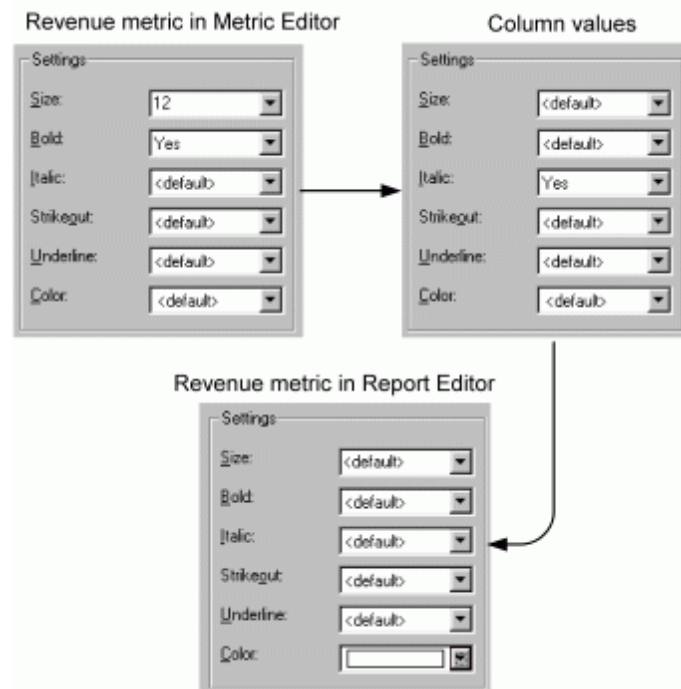 Revenue metric in Metric Editor
Settings
Size: 12
Bold: Yes
Italic: <default>
Strikeout: <default>
Underline: <default>
Color: <default>
Column values
Settings
Size: <default>
Bold: <default>
Italic: Yes
Strikeout: <default>
Underline: <default>
Color: <default>
Revenue metric in Report Editor
Settings
Size: <default>
Bold: <default>
Italic: <default>
Strikeout: <default>
Underline: <default>
Color: